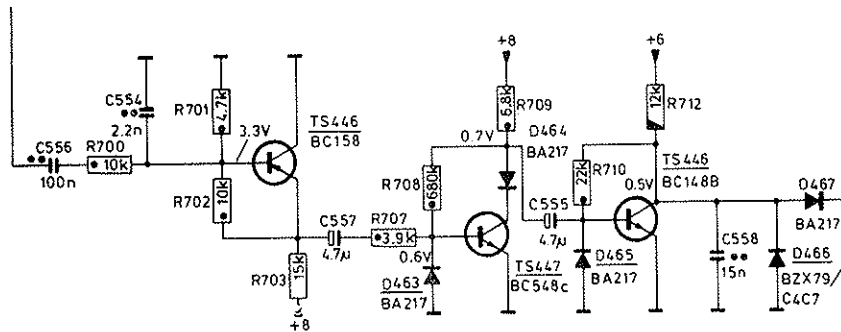 C556
100n
R700
10k
C554
2.2n
R701
4.7k
3.3V
TS446
BC158
R702
10k
R703
15k
+8
C557
4.7μ
R707
3.9k
0.6V
D463
BA217
R708
680k
0.7V
+8
6.8k
R709
D464
BA217
TS447
BC548c
C555
4.7μ
R710
22k
D465
BA217
+6
12k
R712
0.5V
TS446
BC148B
C558
15n
D467
BA217
D466
BZX79/
C4C7